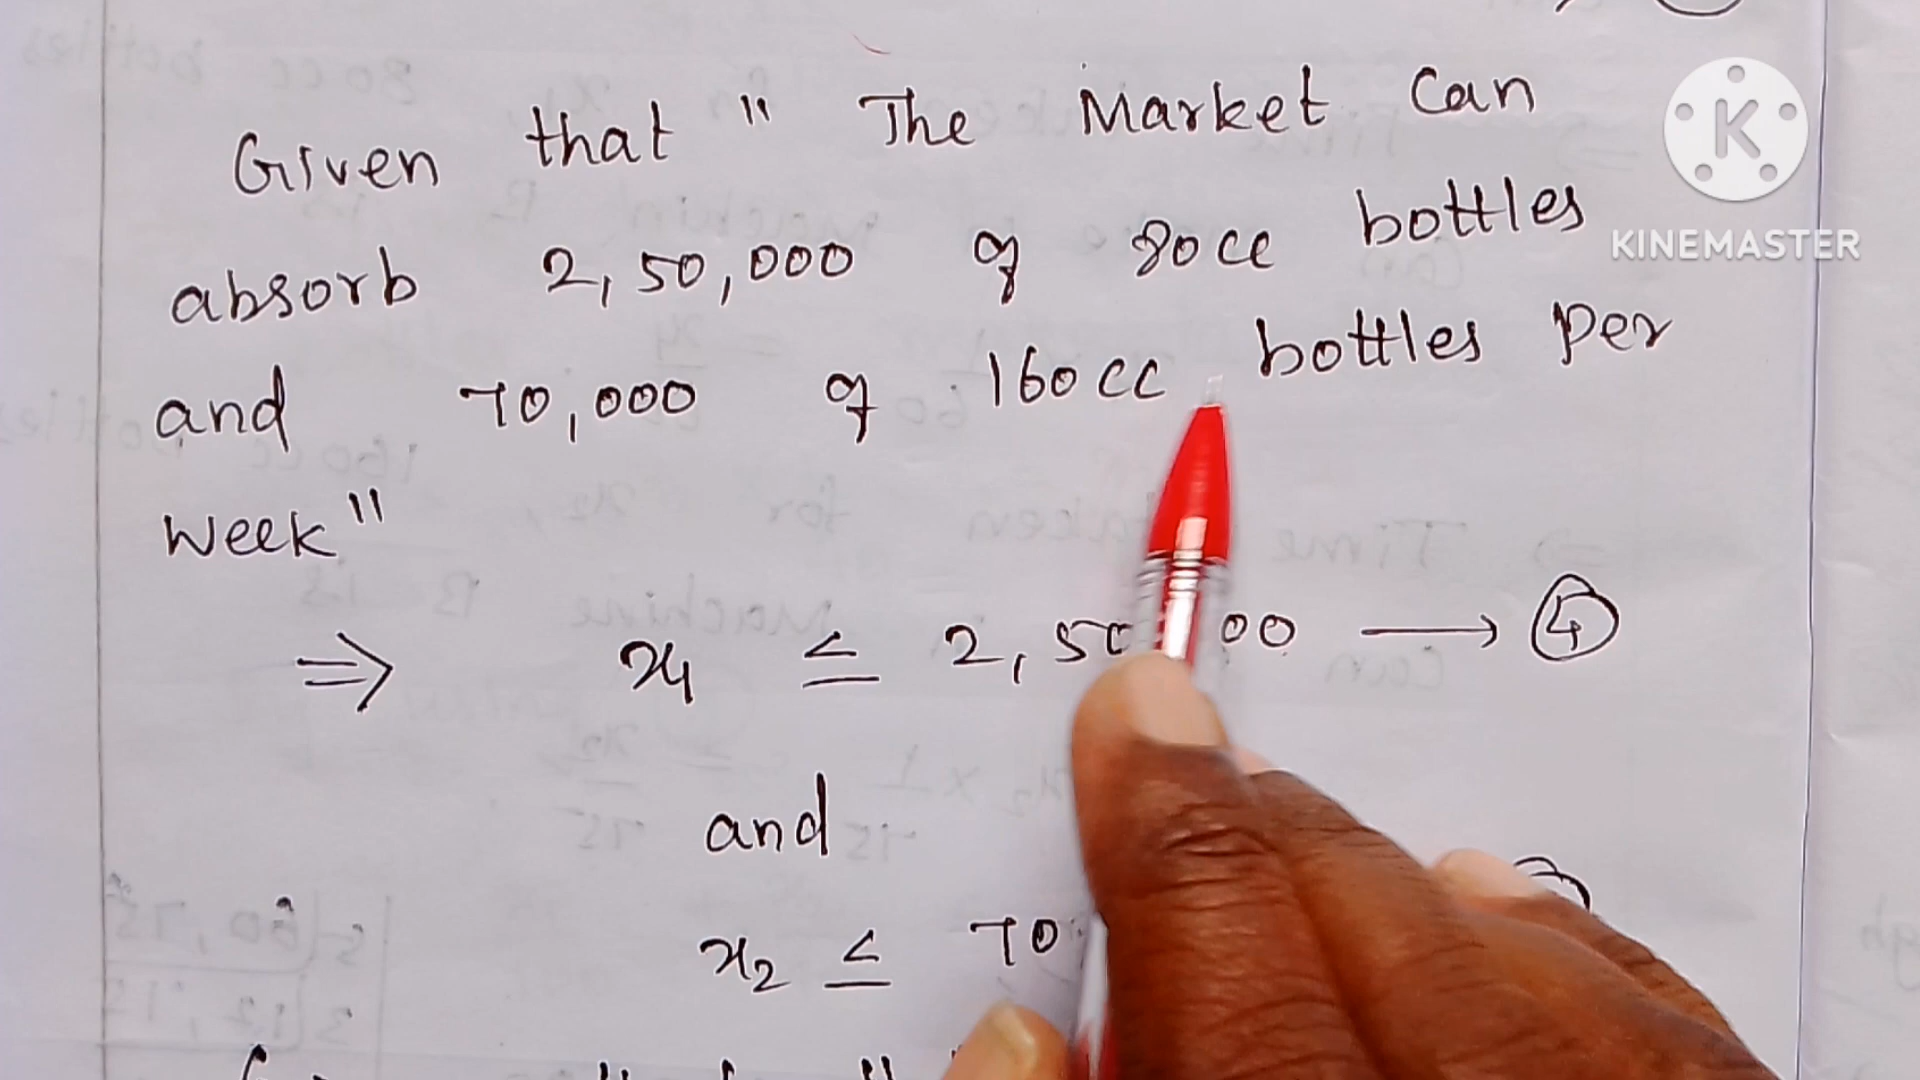 Given that " The Market Can
absorb 2,50,000 of 80cc bottles
and 70,000 of 160cc bottles per
week"
⇒ x₁ ≤ 2,50 00 → ④
and
x₂ ≤ 70
K
KINEMASTER